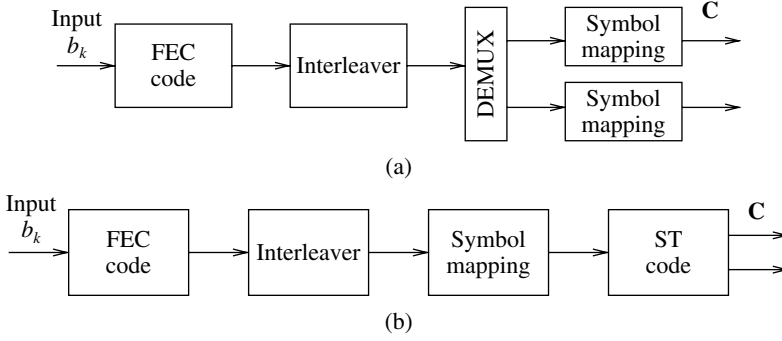 Input
b_k
FEC
code
Interleaver
DEMUX
Symbol
mapping
Symbol
mapping
C
(a)
Input
b_k
FEC
code
Interleaver
Symbol
mapping
ST
code
C
(b)